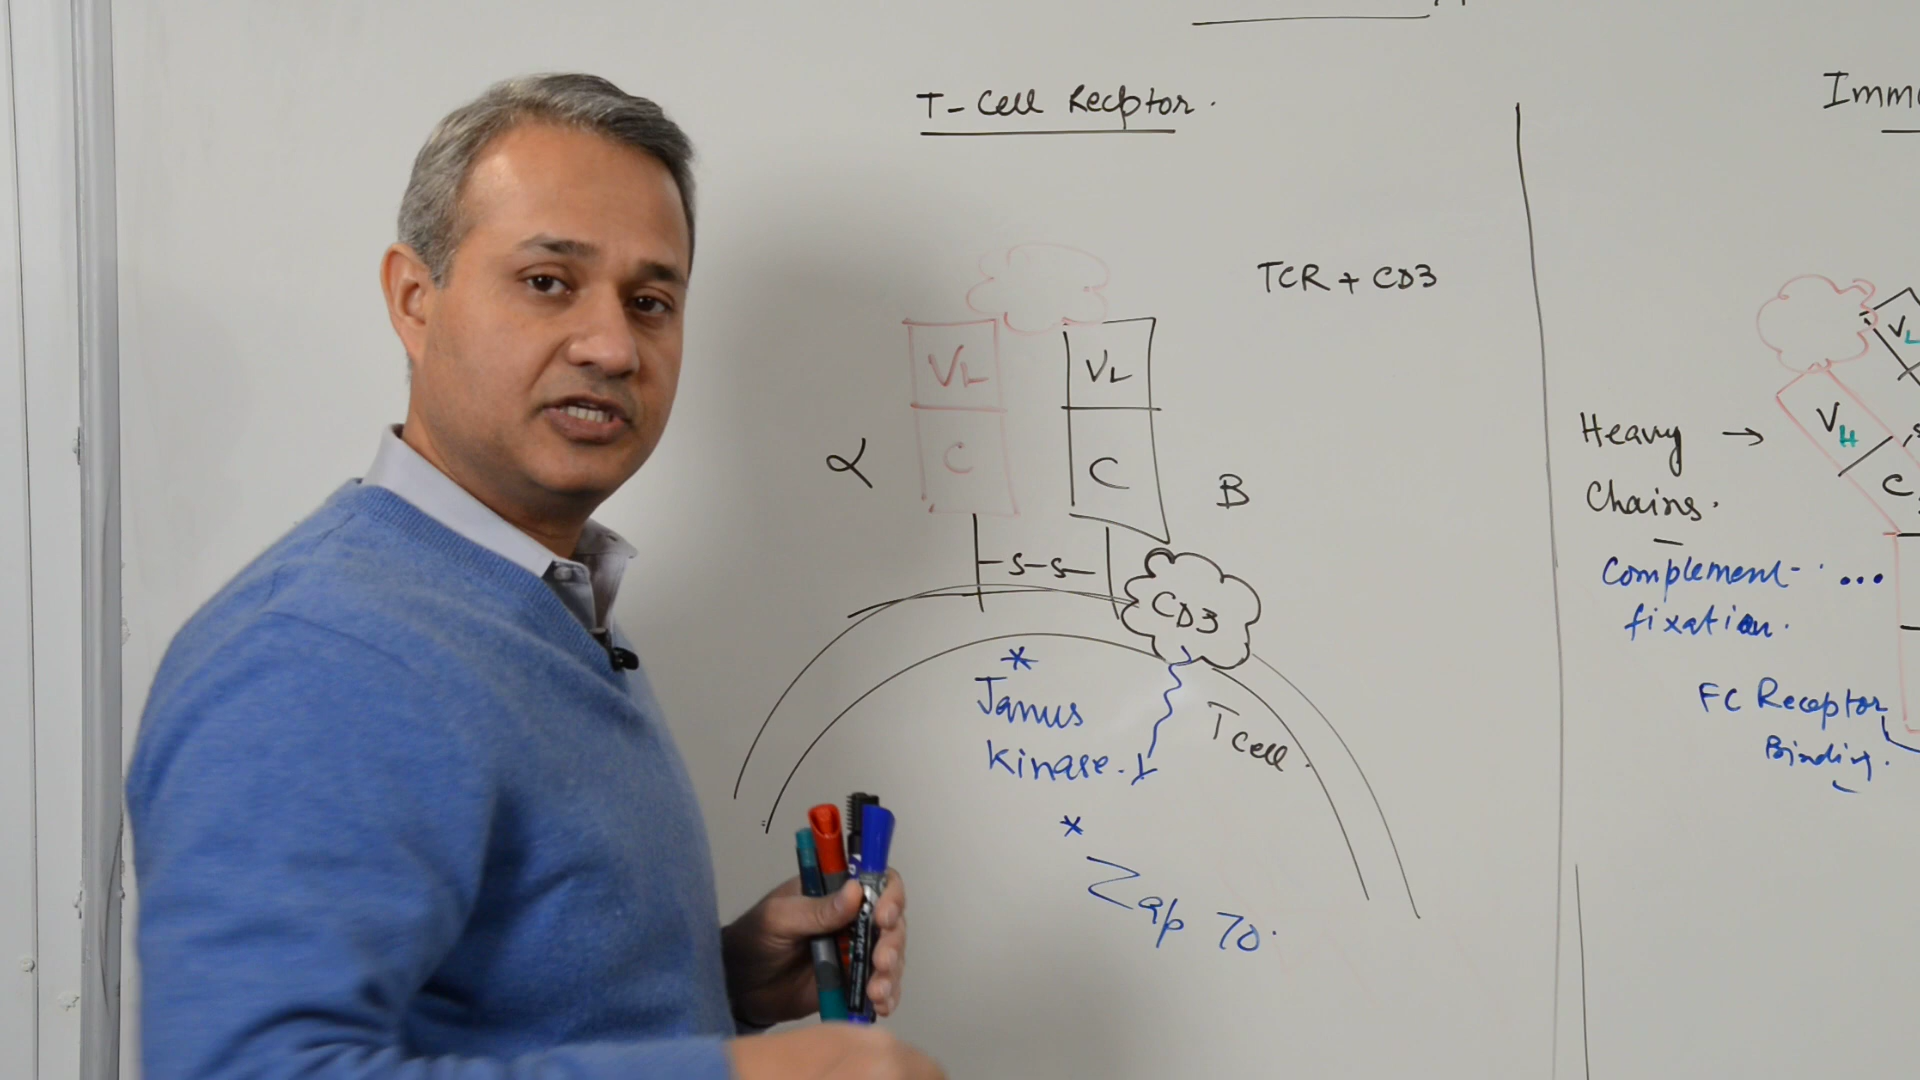 T-Cell Recptor.
TCR + CD3
VL
VL
C
C
α
B
S-S
CD3
*
Janus
Kinase.
T cell.
*
Zap 70.
Imm
VL
VH
C
Heavy →
Chains.
Complement- ...
fixation.
FC Receptor
Binding.